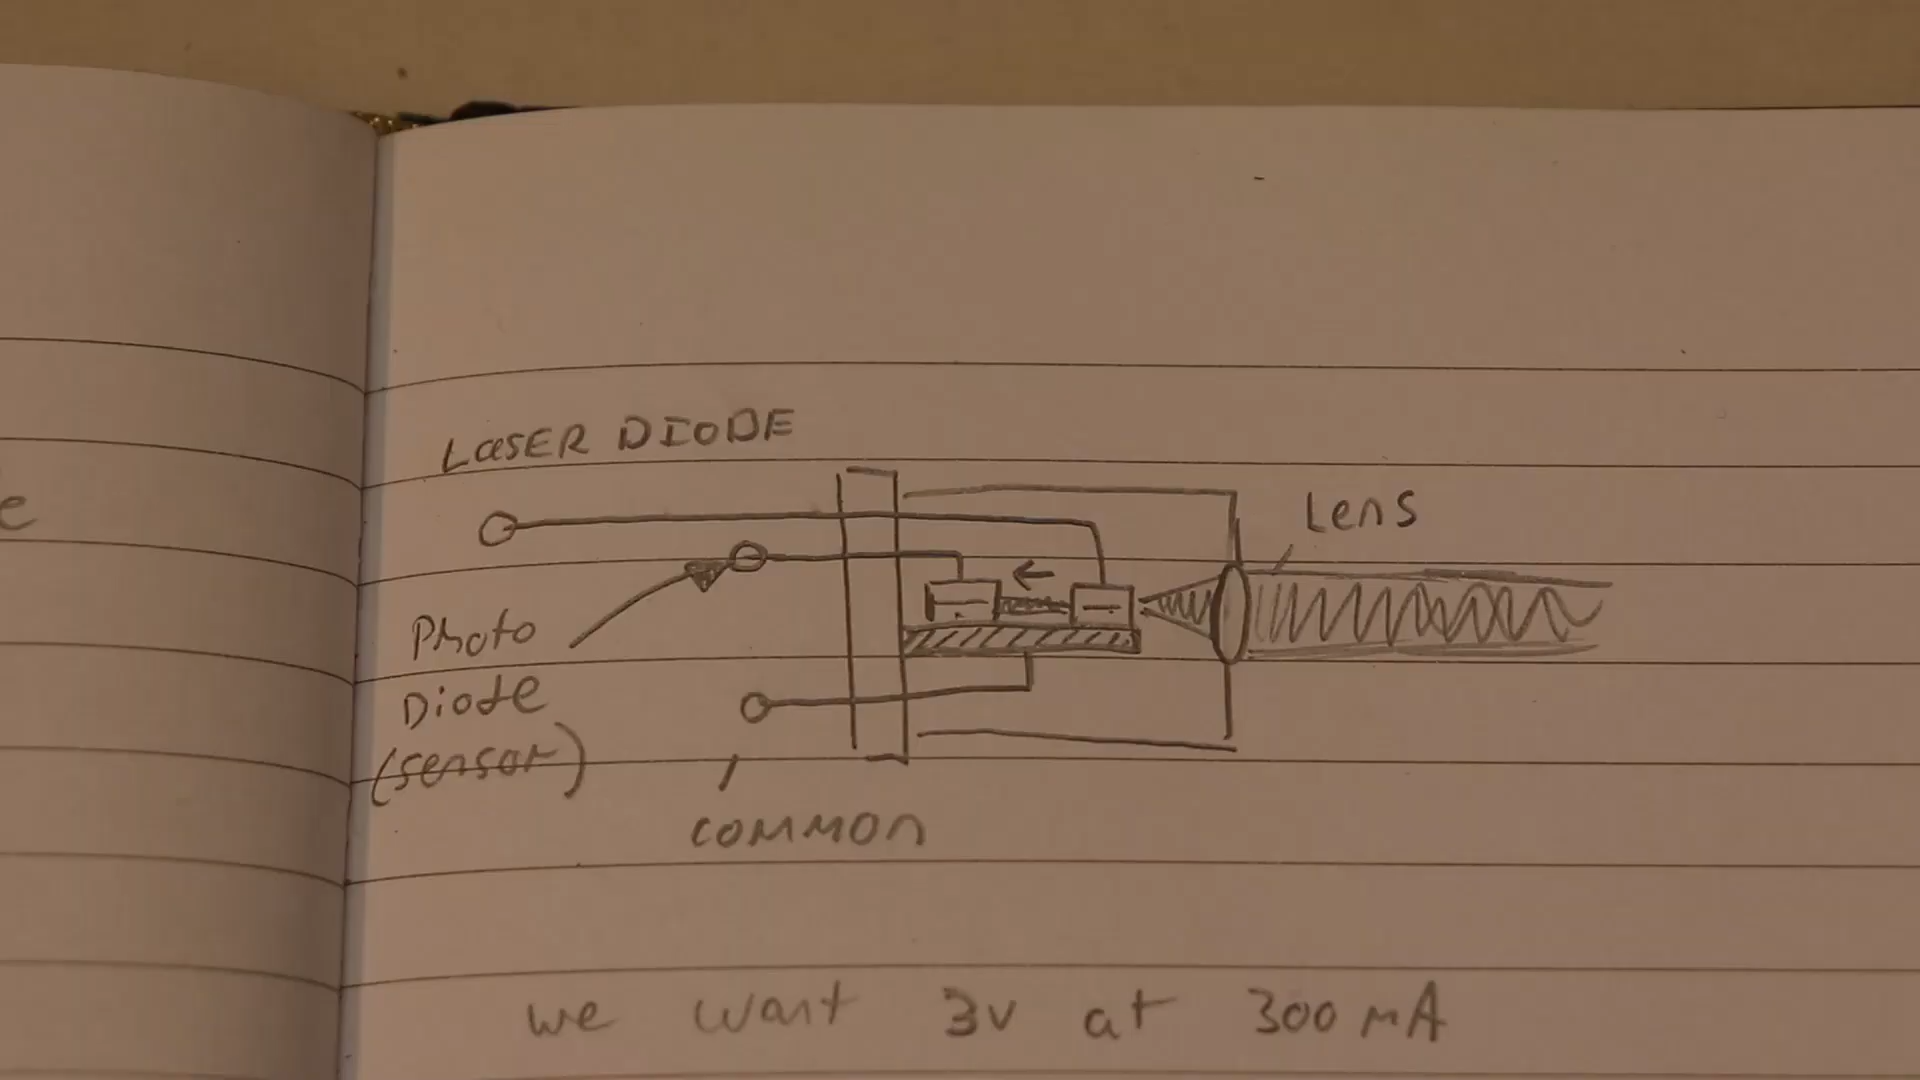 e
LaSER DIODE
Lens
Photo
Diode
(sensor)
COMMON
we want 3v at 300 mA